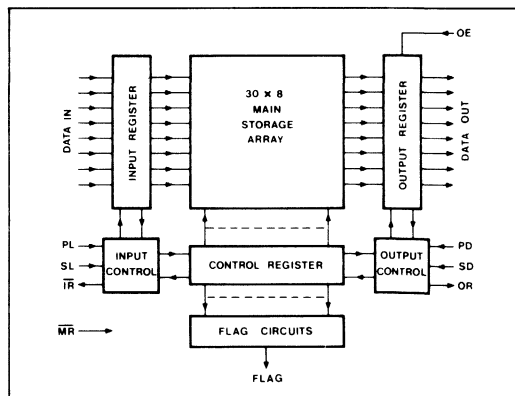 OE
DATA IN
INPUT REGISTER
30 × 8
MAIN
STORAGE
ARRAY
OUTPUT REGISTER
DATA OUT
PL
SL
IR
INPUT
CONTROL
CONTROL REGISTER
OUTPUT
CONTROL
PD
SD
OR
MR
FLAG CIRCUITS
FLAG